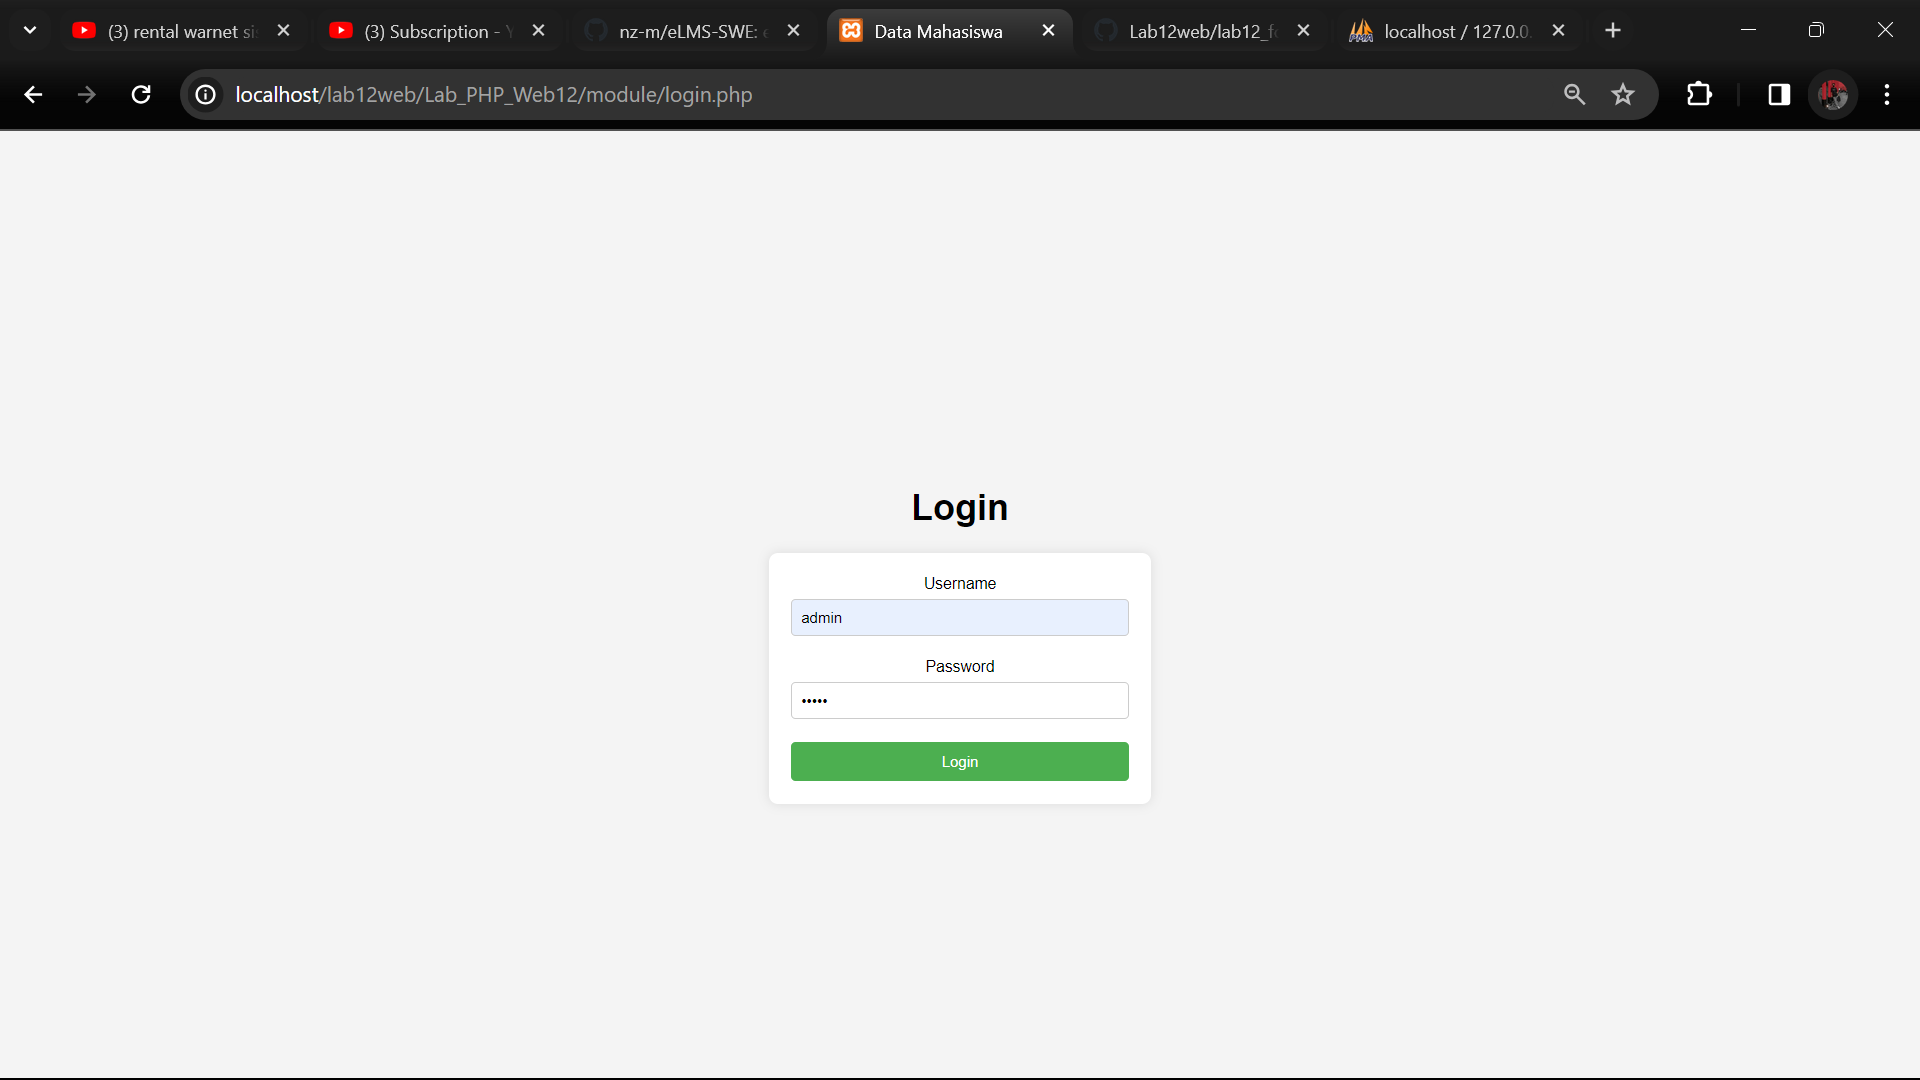 (3) rental warnet si
(3) Subscription - Y
nz-m/eLMS-SWE: e
Data Mahasiswa
Lab12web/lab12_fo
localhost / 127.0.0.
localhost/lab12web/Lab_PHP_Web12/module/login.php
Login
Username
admin
Password
•••••
Login